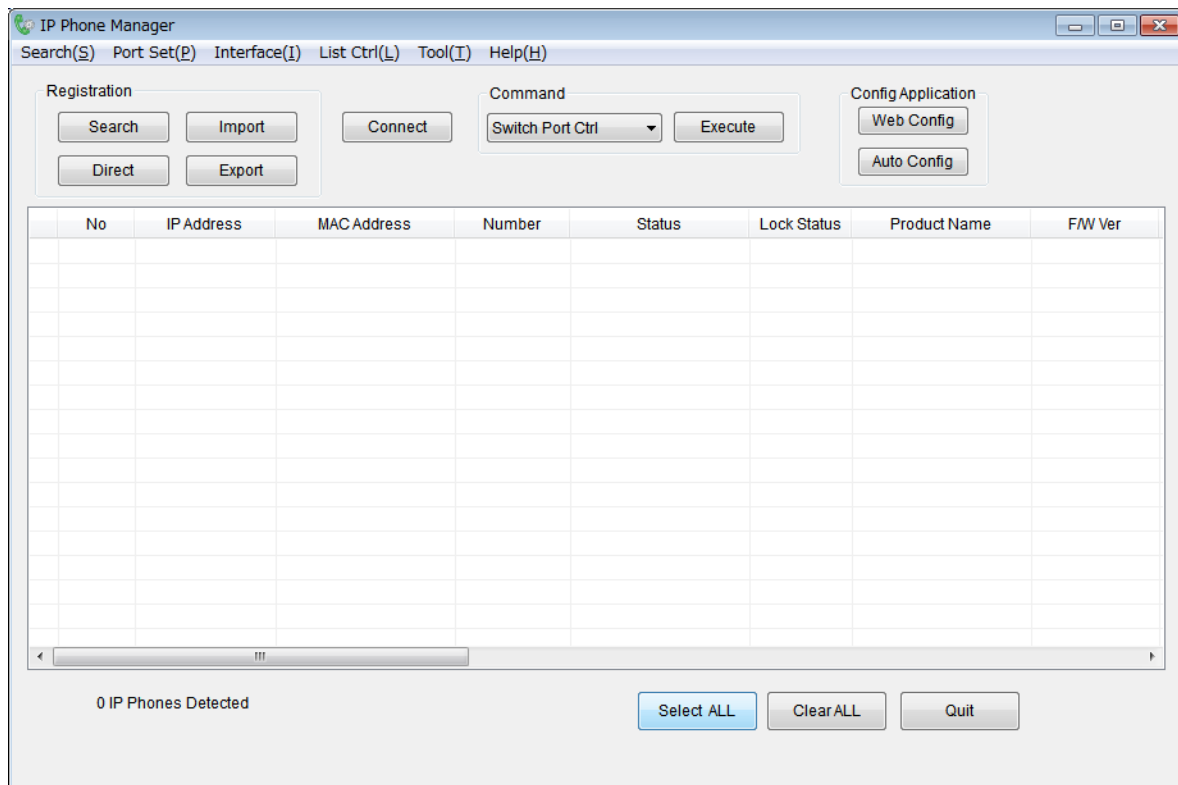 IP Phone Manager
Search(S) Port Set(P) Interface(I) List Ctrl(L) Tool(T) Help(H)
Registration
Search Import
Direct Export
Connect
Command
Switch Port Ctrl Execute
Config Application
Web Config
Auto Config
No IP Address MAC Address Number Status Lock Status Product Name F/W Ver
0 IP Phones Detected
Select ALL Clear ALL Quit